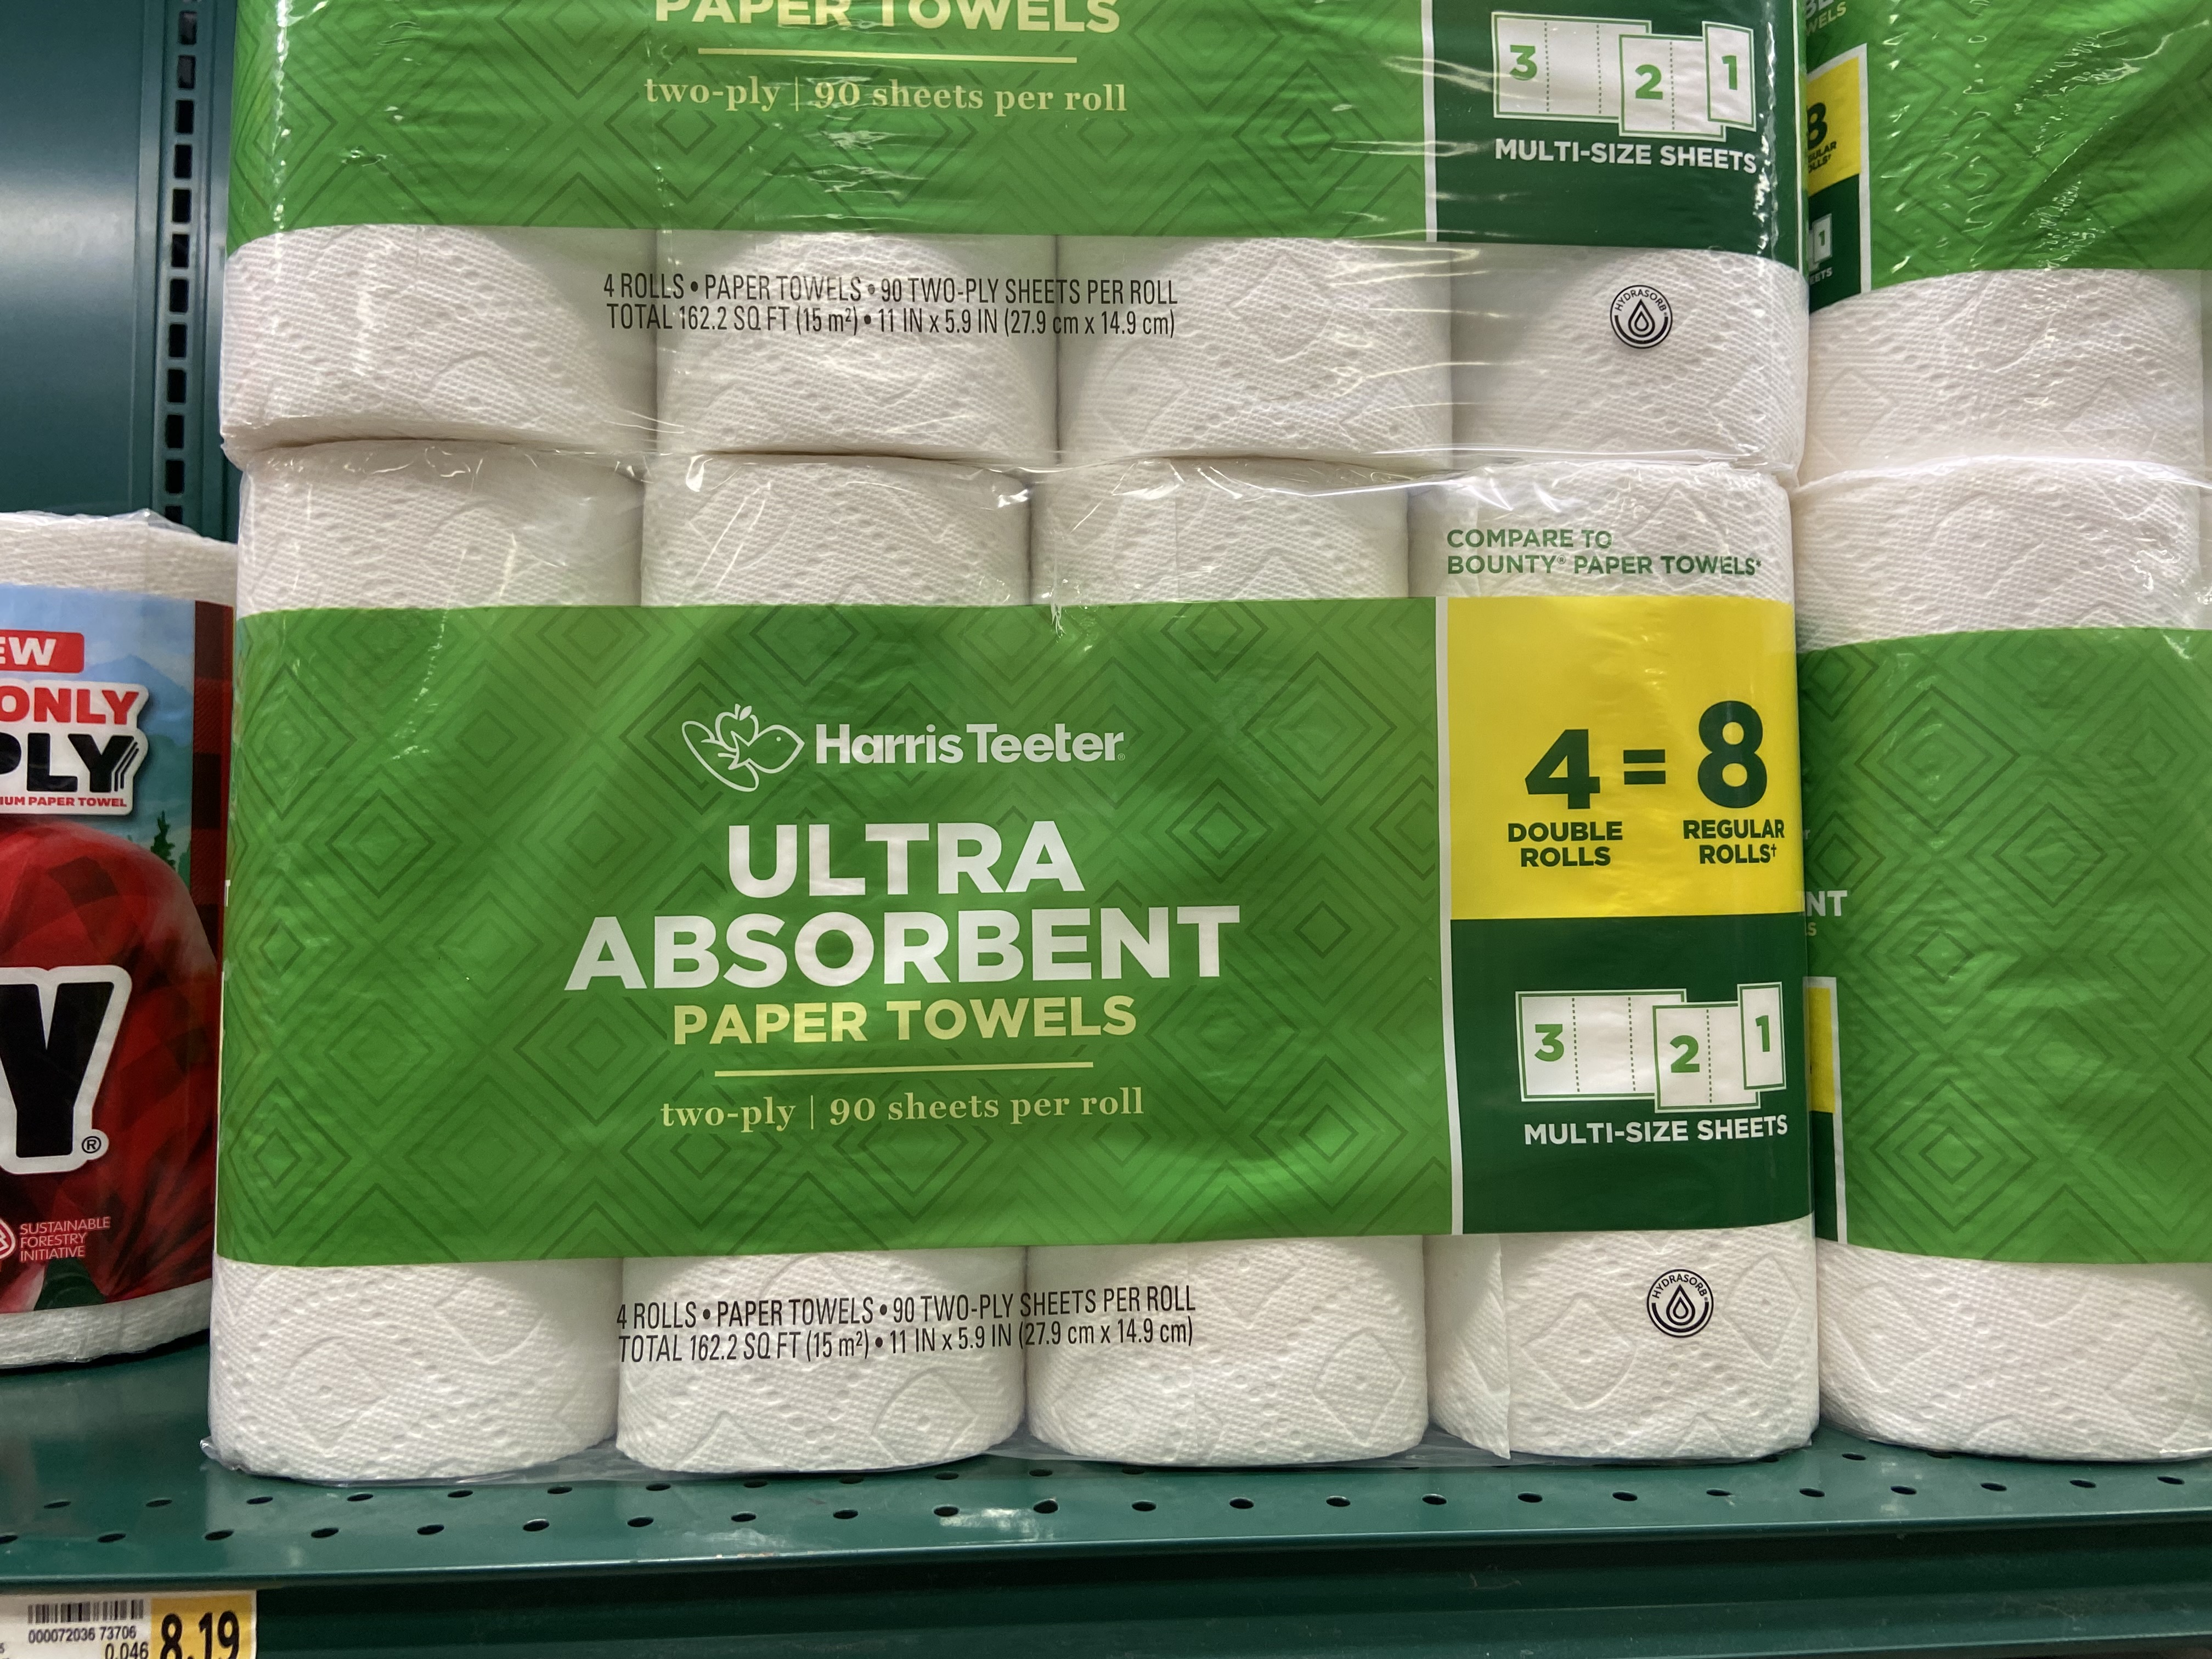 PAPER TOWELS
two-ply | 90 sheets per roll
3 2 1
MULTI-SIZE SHEETS
4 ROLLS • PAPER TOWELS • 90 TWO-PLY SHEETS PER ROLL
TOTAL 162.2 SQ FT (15 m²) • 11 IN x 5.9 IN (27.9 cm x 14.9 cm)
HYDRASORB®
COMPARE TO
BOUNTY® PAPER TOWELS*
Harris Teeter®
ULTRA
ABSORBENT
PAPER TOWELS
two-ply | 90 sheets per roll
4 = 8
DOUBLE ROLLS
REGULAR ROLLS†
3 2 1
MULTI-SIZE SHEETS
4 ROLLS • PAPER TOWELS • 90 TWO-PLY SHEETS PER ROLL
TOTAL 162.2 SQ FT (15 m²) • 11 IN x 5.9 IN (27.9 cm x 14.9 cm)
HYDRASORB®
ONLY
PAPER TOWEL
Y®
SUSTAINABLE
FORESTRY
INITIATIVE
000072036 73706
0.046
8.19